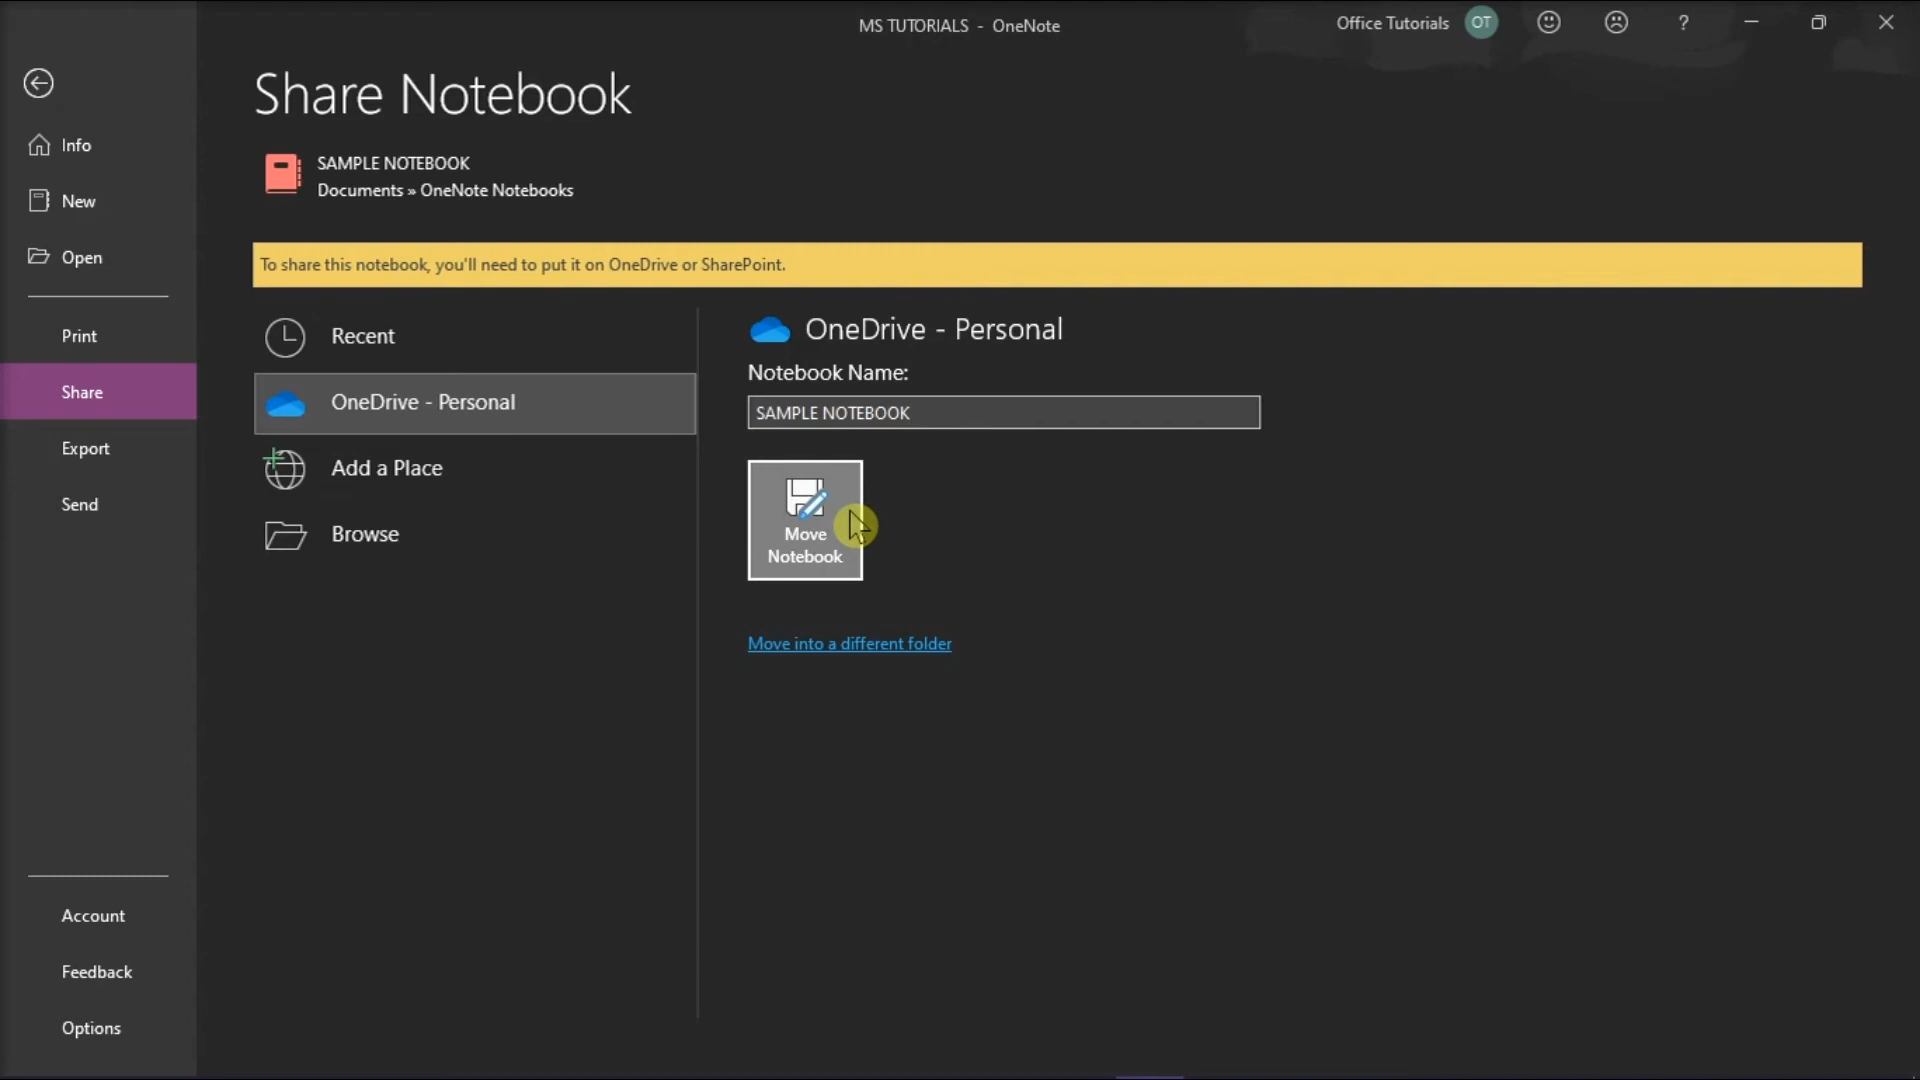 MS TUTORIALS - OneNote
Office Tutorials
OT
?
Share Notebook
Info
New
Open
Print
Share
Export
Send
Account
Feedback
Options
SAMPLE NOTEBOOK
Documents » OneNote Notebooks
To share this notebook, you'll need to put it on OneDrive or SharePoint.
Recent
OneDrive - Personal
Add a Place
Browse
OneDrive - Personal
Notebook Name:
SAMPLE NOTEBOOK
Move
Notebook
Move into a different folder